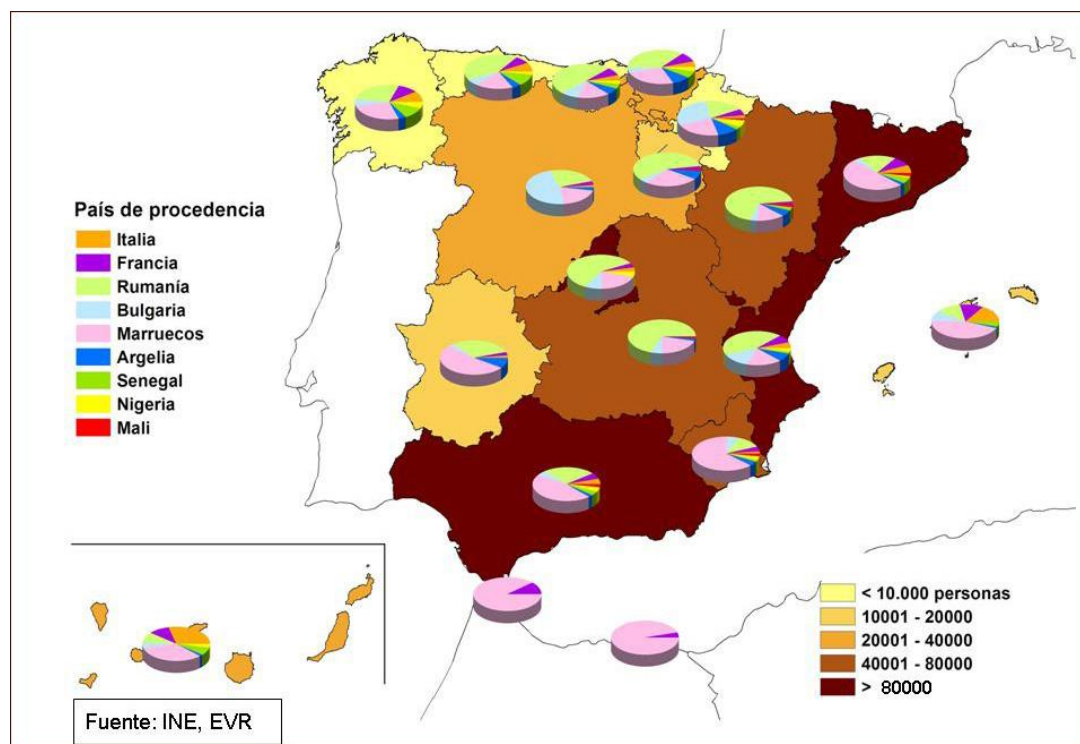 País de procedencia
Italia
Francia
Rumanía
Bulgaria
Marruecos
Argelia
Senegal
Nigeria
Mali
< 10.000 personas
10001 - 20000
20001 - 40000
40001 - 80000
> 80000
Fuente: INE, EVR